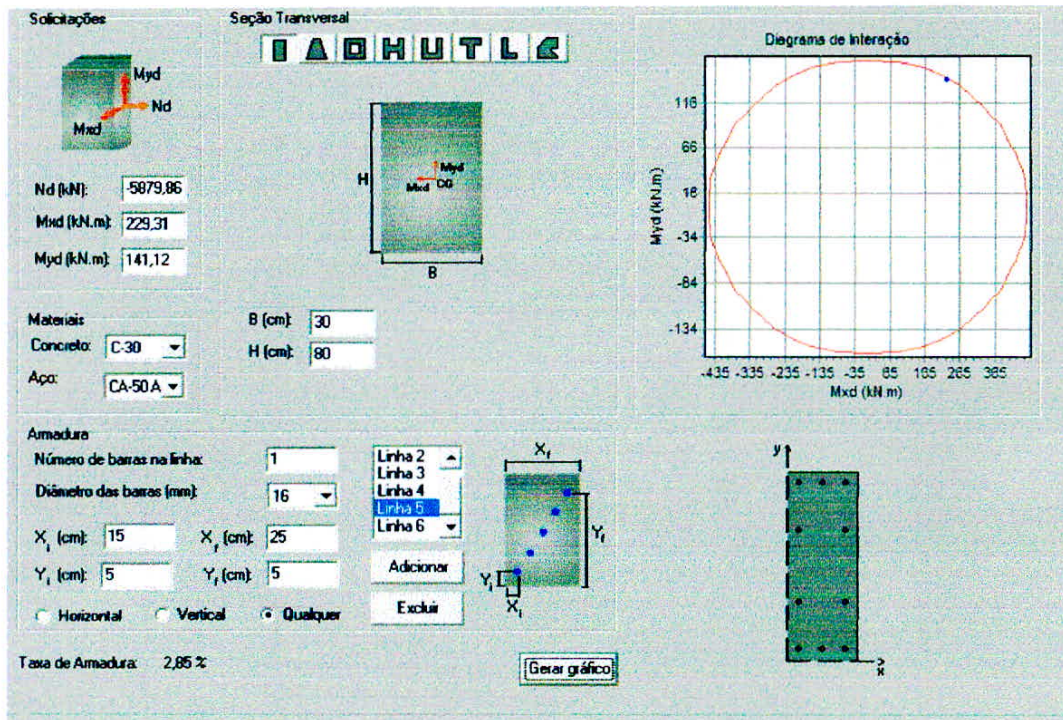 Solicitações
Myd
Nd
Mxd
Nd (kN): -5879,86
Mxd (kN.m): 229,31
Myd (kN.m): 141,12
Seção Transversal
H
Myd
Mxd CG
B
B (cm): 30
H (cm): 80
Diagrama de Interação
Myd (kN.m)
116
66
16
-34
-84
-134
-435 -335 -235 -135 -35 65 165 265 365
Mxd (kN.m)
Materiais
Concreto: C-30
Aço: CA-50 A
Armadura
Número de barras na linha: 1
Diâmetro das barras (mm): 16
Xi (cm): 15 Xf (cm): 25
Yi (cm): 5 Yf (cm): 5
Horizontal Vertical Qualquer
Linha 2
Linha 3
Linha 4
Linha 5
Linha 6
Adicionar
Excluir
Xf
Yf
Yi
Xi
y
x
Taxa de Armadura: 2,85 %
Gerar gráfico